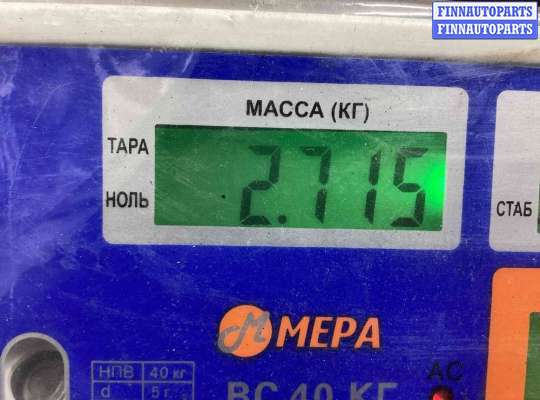 FINNAUTOPARTS
FINNAUTOPARTS
МАССА (КГ)
ТАРА
НОЛЬ
2.715
СТАБ
М МЕРА
НПВ 40 кг
d 5 г
ВС 40 КГ
АС